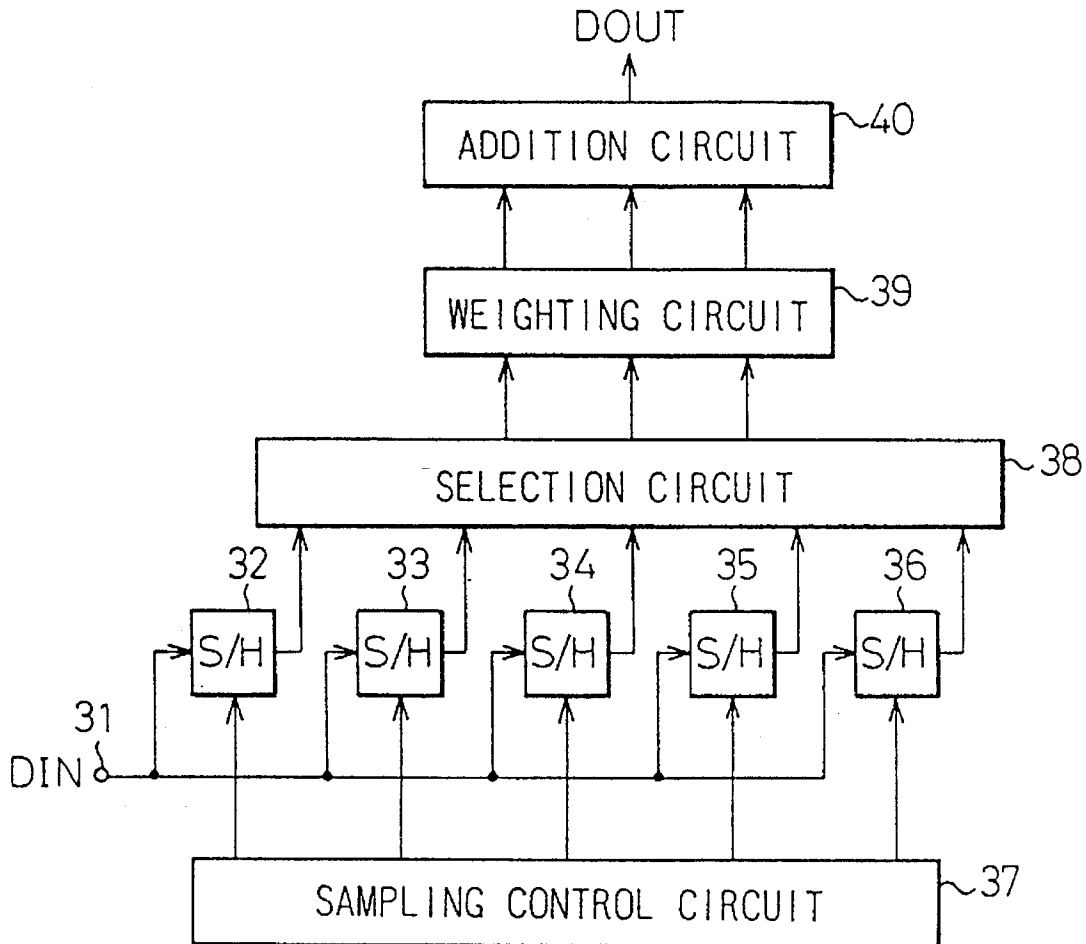 DOUT
ADDITION CIRCUIT 40
WEIGHTING CIRCUIT 39
SELECTION CIRCUIT 38
32 33 34 35 36
S/H S/H S/H S/H S/H
31
DIN
SAMPLING CONTROL CIRCUIT 37